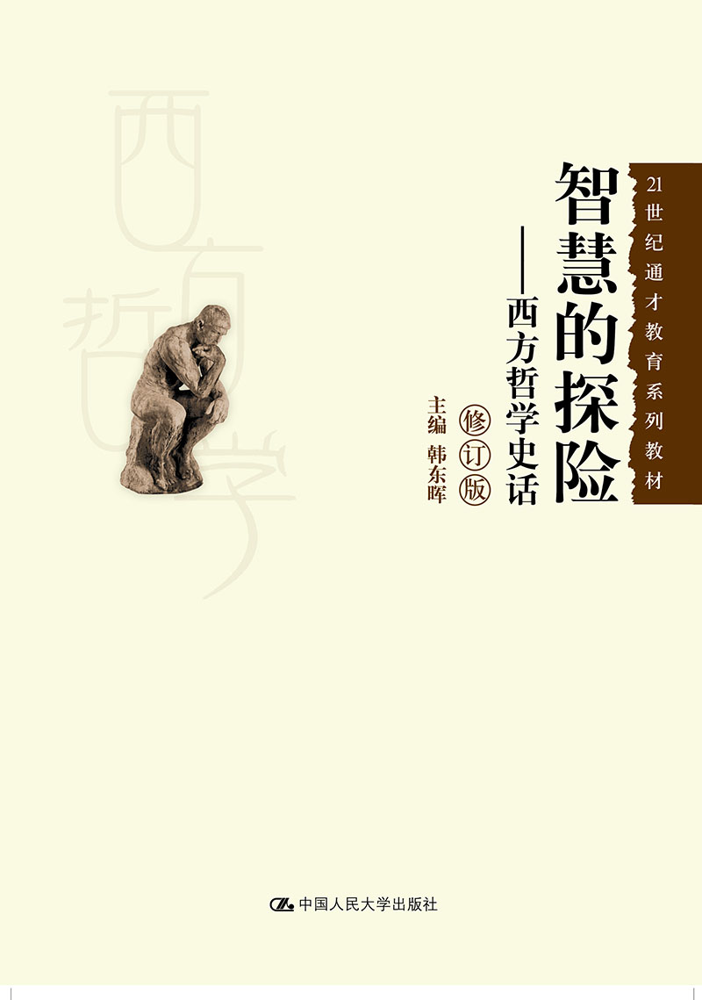 21世纪通才教育系列教材
智慧的探险
——西方哲学史话
修订版
主编 韩东晖
西方哲学
中国人民大学出版社